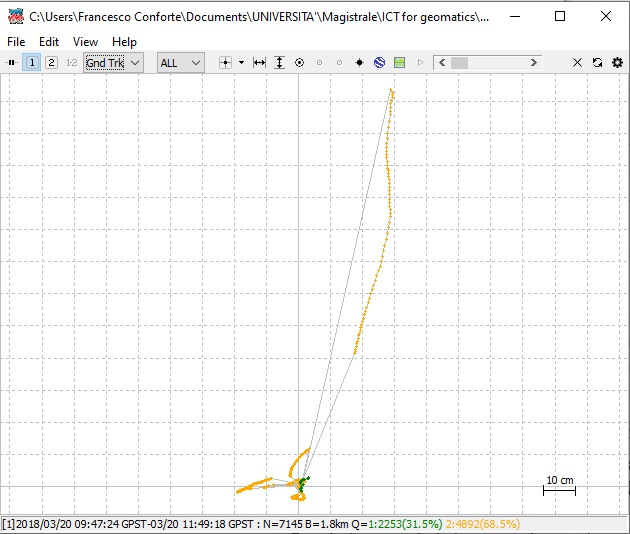 C:\Users\Francesco Conforte\Documents\UNIVERSITA'\Magistrale\ICT for geomatics\...
File Edit View Help
1 2 1-2 Gnd Trk ALL
10 cm
[1]2018/03/20 09:47:24 GPST-03/20 11:49:18 GPST : N=7145 B=1.8km Q=1:2253(31.5%) 2:4892(68.5%)